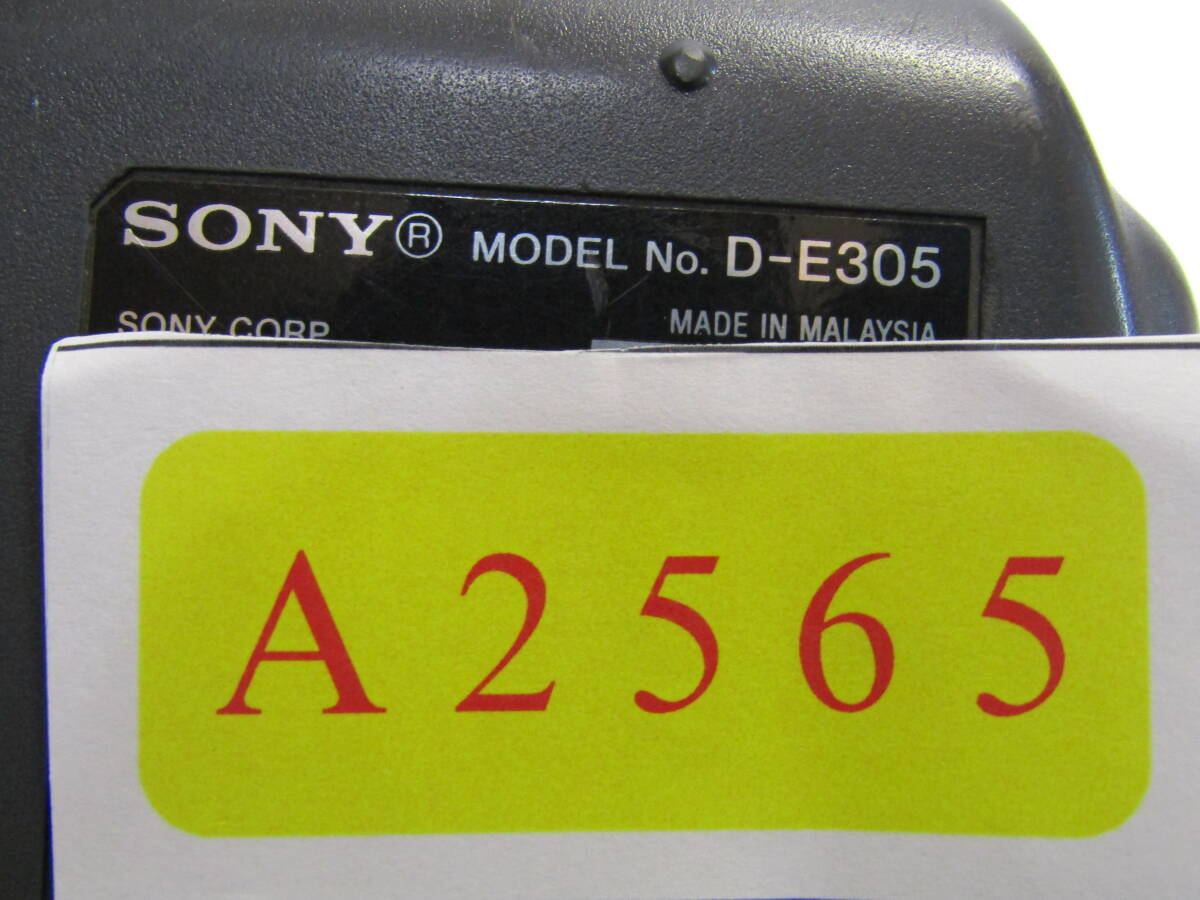 SONY® MODEL No. D-E305
SONY CORP. MADE IN MALAYSIA
A2565